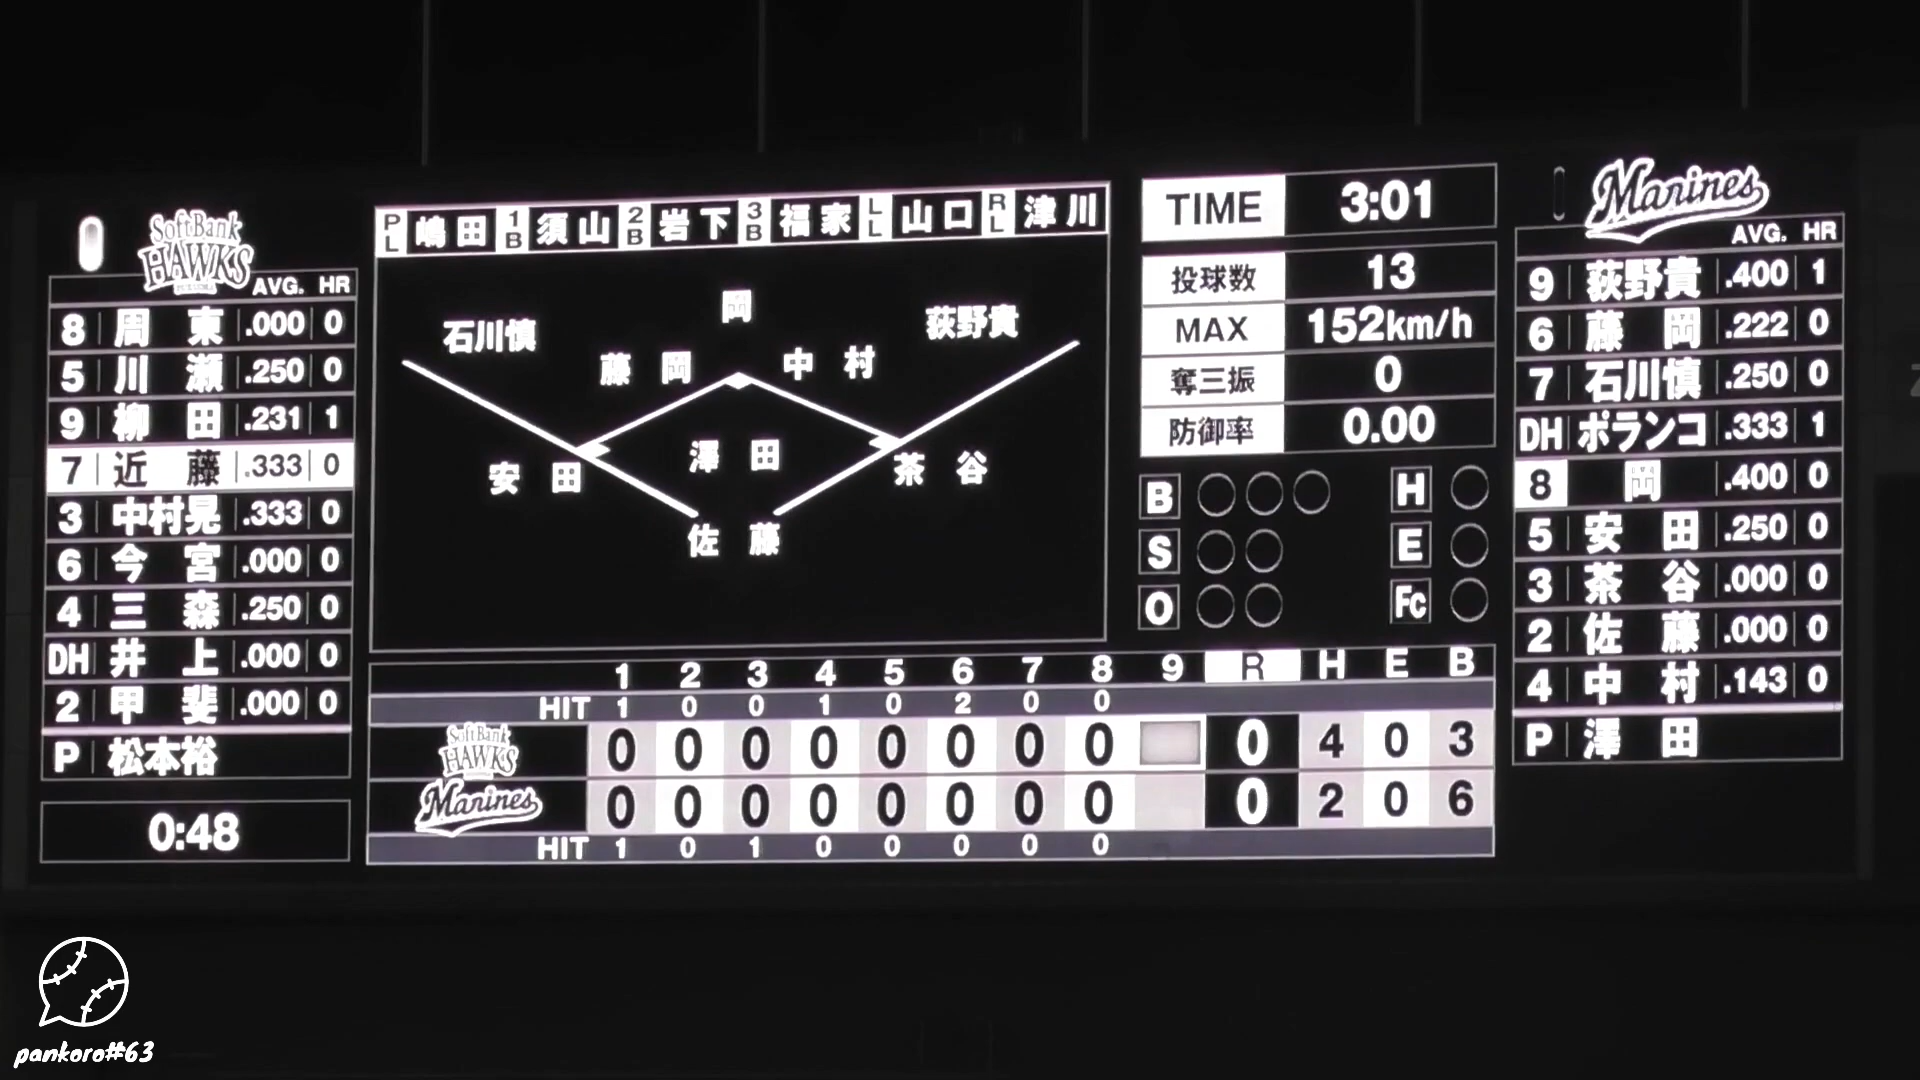 SoftBank
HAWKS
AVG. HR
8 周東 .000 0
5 川瀬 .250 0
9 柳田 .231 1
7 近藤 .333 0
3 中村晃 .333 0
6 今宮 .000 0
4 三森 .250 0
DH 井上 .000 0
2 甲斐 .000 0
P 松本裕
0:48
PL 嶋田 1B 須山 2B 岩下 3B 福家 LL 山口 RL 津川
岡
石川慎 荻野貴
藤岡 中村
澤田
安田 茶谷
佐藤
TIME 3:01
投球数 13
MAX 152km/h
奪三振 0
防御率 0.00
B H
S E
O Fc
1 2 3 4 5 6 7 8 9 R H E B
HIT 1 0 0 1 0 2 0 0
SoftBank HAWKS 0 0 0 0 0 0 0 0 0 4 0 3
Marines 0 0 0 0 0 0 0 0 0 2 0 6
HIT 1 0 1 0 0 0 0 0
Marines
AVG. HR
9 荻野貴 .400 1
6 藤岡 .222 0
7 石川慎 .250 0
DH ポランコ .333 1
8 岡 .400 0
5 安田 .250 0
3 茶谷 .000 0
2 佐藤 .000 0
4 中村 .143 0
P 澤田
pankoro#63